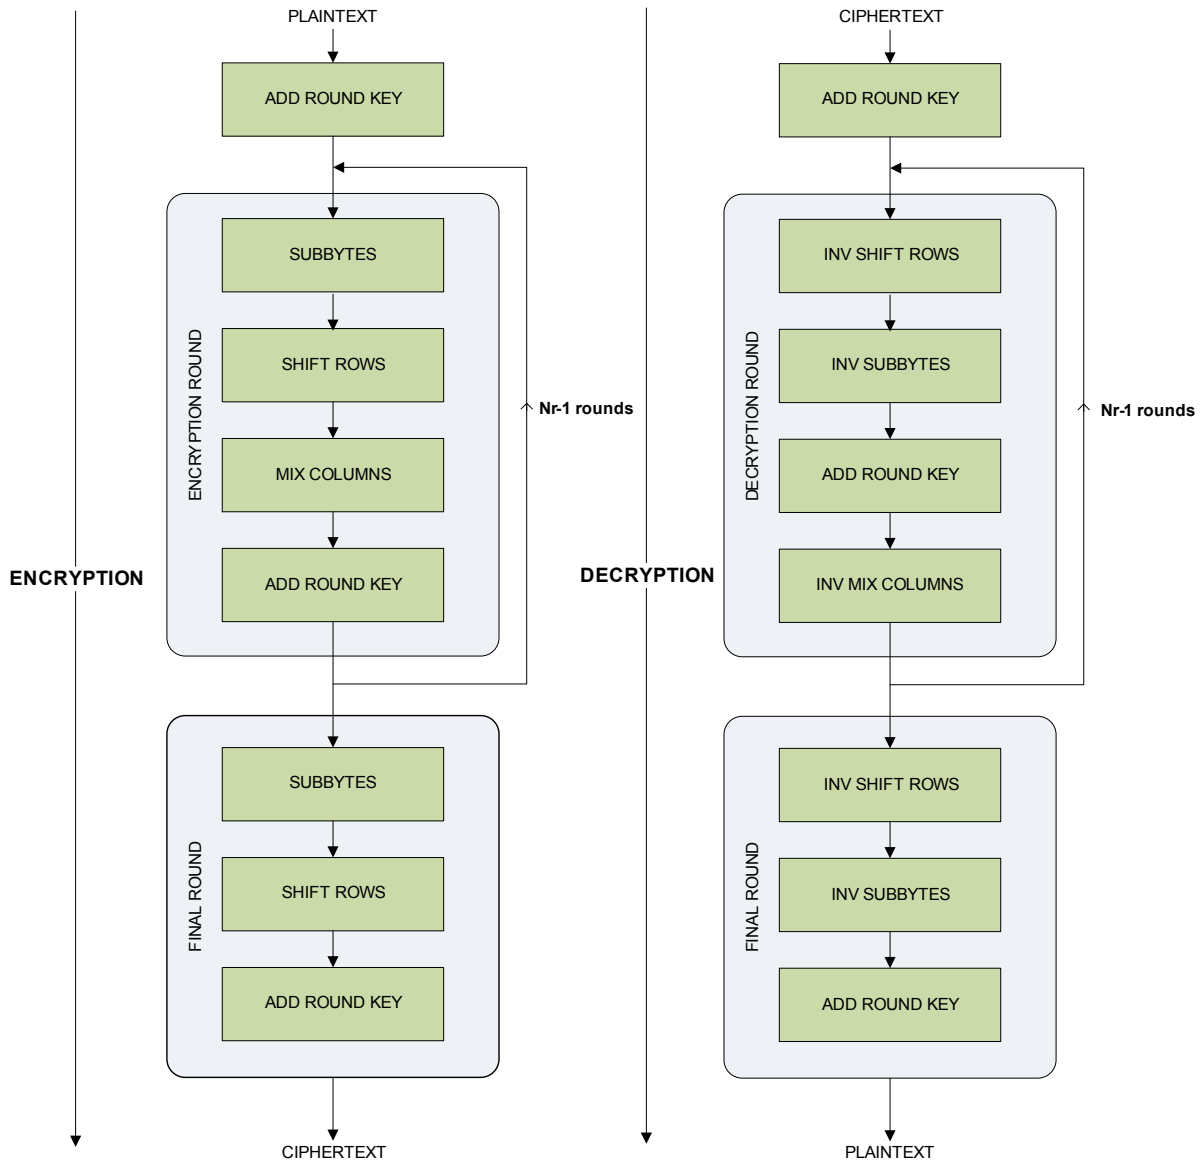 PLAINTEXT
ADD ROUND KEY
SUBBYTES
SHIFT ROWS
MIX COLUMNS
ADD ROUND KEY
ENCRYPTION ROUND
Nr-1 rounds
ENCRYPTION
SUBBYTES
SHIFT ROWS
ADD ROUND KEY
FINAL ROUND
CIPHERTEXT
CIPHERTEXT
ADD ROUND KEY
INV SHIFT ROWS
INV SUBBYTES
ADD ROUND KEY
INV MIX COLUMNS
DECRYPTION ROUND
Nr-1 rounds
DECRYPTION
INV SHIFT ROWS
INV SUBBYTES
ADD ROUND KEY
FINAL ROUND
PLAINTEXT